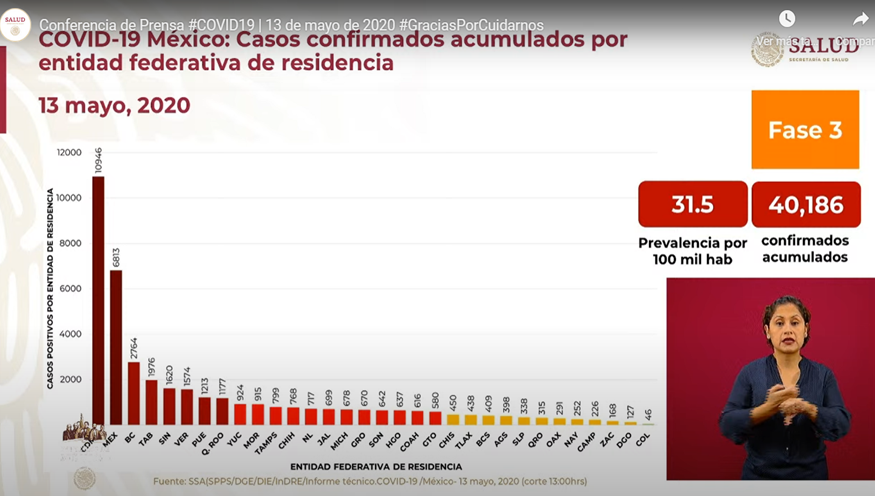 SALUD
Conferencia de Prensa #COVID19 | 13 de mayo de 2020 #GraciasPorCuidarnos
COVID-19 México: Casos confirmados acumulados por
entidad federativa de residencia
13 mayo, 2020
SALUD
SECRETARÍA DE SALUD
Fase 3
31.5
Prevalencia por
100 mil hab
40,186
confirmados
acumulados
CASOS POSITIVOS POR ENTIDAD DE RESIDENCIA
12000
10000
8000
6000
4000
2000
10946
6813
2764
1976
1620
1574
1213
1177
924
915
799
768
717
699
678
670
642
637
616
580
450
438
409
398
338
315
291
252
226
168
127
46
MEX
BC
TAB
SIN
VER
PUE
Q. ROO
YUC
MOR
TAMPS
CHIH
NL
JAL
MICH
GRO
SON
HGO
COAH
GTO
CHIS
TLAX
BCS
AGS
SLP
QRO
OAX
NAY
CAMP
ZAC
DGO
COL
ENTIDAD FEDERATIVA DE RESIDENCIA
Fuente: SSA(SPPS/DGE/DIE/InDRE/Informe técnico.COVID-19 /México- 13 mayo, 2020 (corte 13:00hrs)